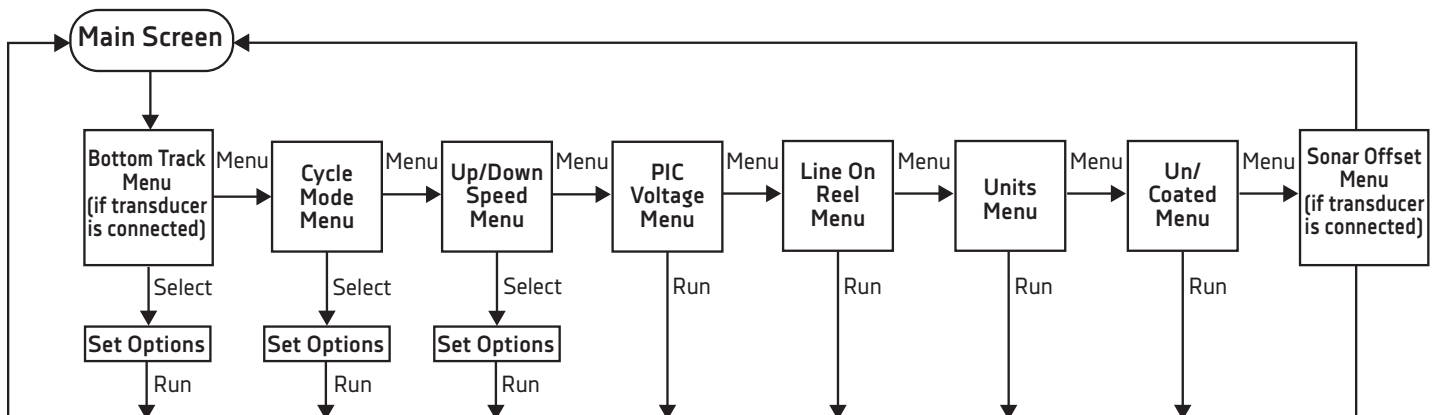 Main Screen
Bottom Track
Menu
(if transducer
is connected)
Menu
Cycle
Mode
Menu
Menu
Up/Down
Speed
Menu
Menu
PIC
Voltage
Menu
Menu
Line On
Reel
Menu
Menu
Units
Menu
Menu
Un/
Coated
Menu
Menu
Sonar Offset
Menu
(if transducer
is connected)
Select
Select
Select
Run
Run
Run
Run
Set Options
Set Options
Set Options
Run
Run
Run